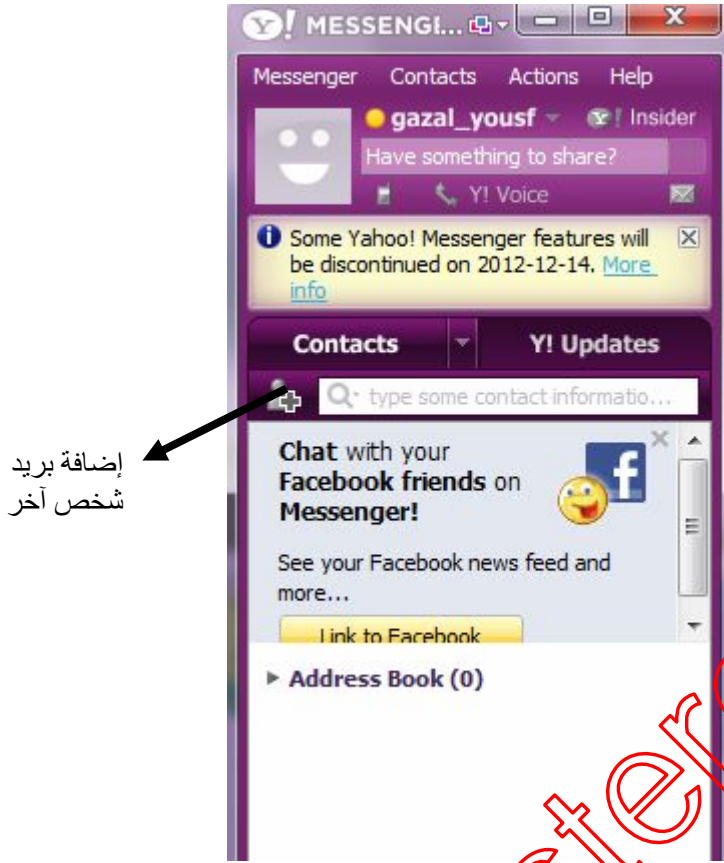 Y! MESSENGE...
Messenger Contacts Actions Help
gazal_yousf Y! Insider
Have something to share?
Y! Voice
Some Yahoo! Messenger features will
be discontinued on 2012-12-14. More
info
Contacts Y! Updates
type some contact informatio...
Chat with your
Facebook friends on
Messenger!
See your Facebook news feed and
more...
Link to Facebook
Address Book (0)
إضافة بريد
شخص آخر